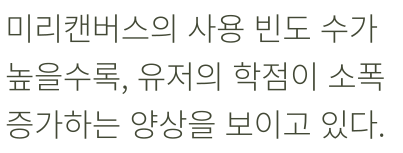 미리캔버스의 사용 빈도 수가
높을수록, 유저의 학점이 소폭
증가하는 양상을 보이고 있다.